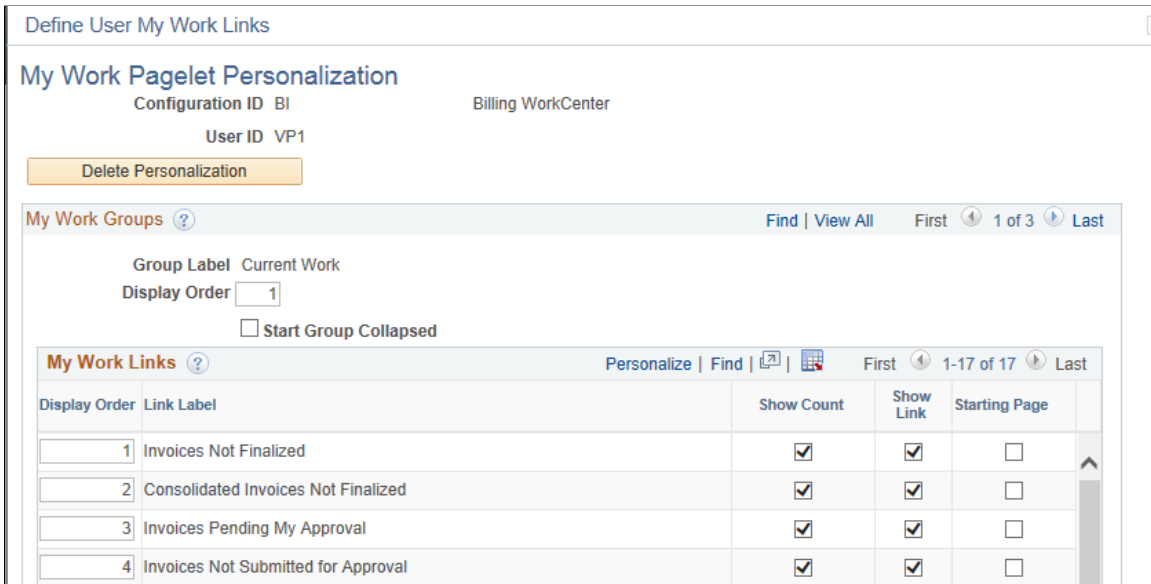 Define User My Work Links
My Work Pagelet Personalization
Configuration ID BI Billing WorkCenter
User ID VP1
Delete Personalization
My Work Groups ? Find | View All First 1 of 3 Last
Group Label Current Work
Display Order 1
Start Group Collapsed
My Work Links ? Personalize | Find | | First 1-17 of 17 Last
Display Order Link Label Show Count Show Link Starting Page
1 Invoices Not Finalized
2 Consolidated Invoices Not Finalized
3 Invoices Pending My Approval
4 Invoices Not Submitted for Approval